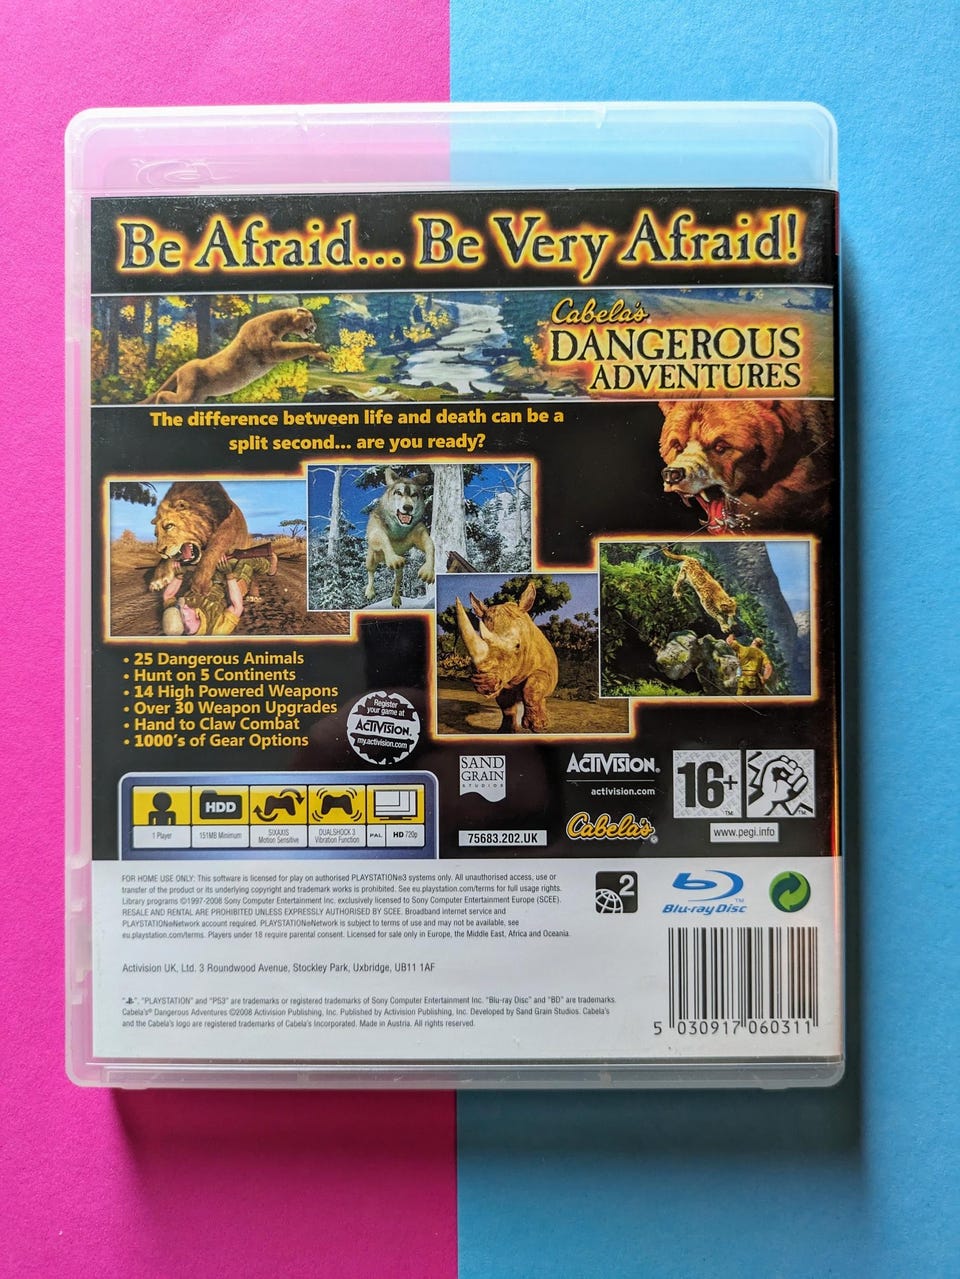 Be Afraid... Be Very Afraid!
Cabela's
DANGEROUS
ADVENTURES
The difference between life and death can be a
split second... are you ready?
• 25 Dangerous Animals
• Hunt on 5 Continents
• 14 High Powered Weapons
• Over 30 Weapon Upgrades
• Hand to Claw Combat
• 1000's of Gear Options
Register
your game at
ACTIVISION.
my.activision.com
SAND
GRAIN
STUDIOS
75683.202.UK
ACTIVISION®
activision.com
Cabela's®
16+
TM
TM
www.pegi.info
HDD
1 Player
151MB Minimum
SIXAXIS
Motion Sensitive
DUALSHOCK 3
Vibration Function
PAL
HD 720p
FOR HOME USE ONLY: This software is licensed for play on authorised PLAYSTATION®3 systems only. All unauthorised access, use or
transfer of the product or its underlying copyright and trademark works is prohibited. See eu.playstation.com/terms for full usage rights.
Library programs ©1997-2008 Sony Computer Entertainment Inc. exclusively licensed to Sony Computer Entertainment Europe (SCEE).
RESALE AND RENTAL ARE PROHIBITED UNLESS EXPRESSLY AUTHORISED BY SCEE. Broadband internet service and
PLAYSTATION®Network account required. PLAYSTATION®Network is subject to terms of use and may not be available, see
eu.playstation.com/terms. Players under 18 require parental consent. Licensed for sale only in Europe, the Middle East, Africa and Oceania.
2
Blu-ray Disc
TM
Activision UK, Ltd. 3 Roundwood Avenue, Stockley Park, Uxbridge, UB11 1AF
"PS", "PLAYSTATION" and "PS3" are trademarks or registered trademarks of Sony Computer Entertainment Inc. "Blu-ray Disc" and "BD" are trademarks.
Cabela's® Dangerous Adventures ©2008 Activision Publishing, Inc. Published by Activision Publishing, Inc. Developed by Sand Grain Studios. Cabela's
and the Cabela's logo are registered trademarks of Cabela's Incorporated. Made in Austria. All rights reserved.
5 030917 060311